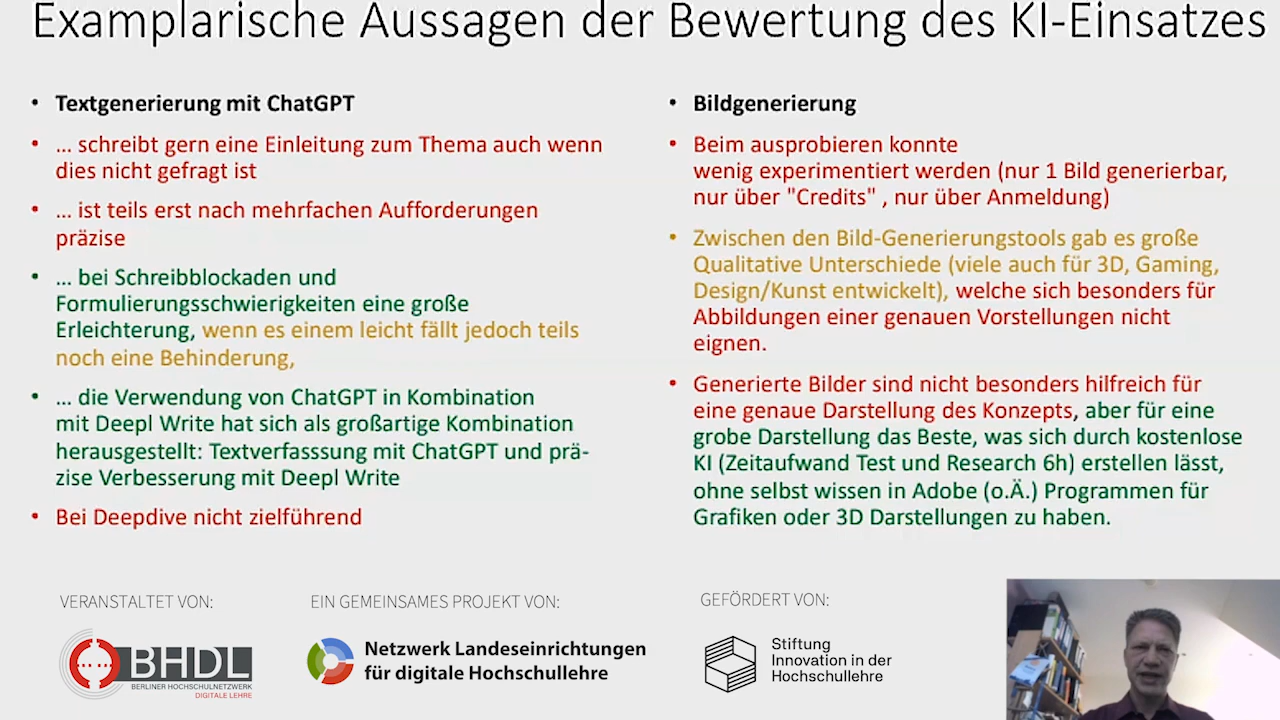 Examplarische Aussagen der Bewertung des KI-Einsatzes
• Textgenerierung mit ChatGPT
• ... schreibt gern eine Einleitung zum Thema auch wenn
dies nicht gefragt ist
• ... ist teils erst nach mehrfachen Aufforderungen
präzise
• ... bei Schreibblockaden und
Formulierungsschwierigkeiten eine große
Erleichterung, wenn es einem leicht fällt jedoch teils
noch eine Behinderung,
• ... die Verwendung von ChatGPT in Kombination
mit Deepl Write hat sich als großartige Kombination
herausgestellt: Textverfasssung mit ChatGPT und prä-
zise Verbesserung mit Deepl Write
• Bei Deepdive nicht zielführend
• Bildgenerierung
• Beim ausprobieren konnte
wenig experimentiert werden (nur 1 Bild generierbar,
nur über "Credits" , nur über Anmeldung)
• Zwischen den Bild-Generierungstools gab es große
Qualitative Unterschiede (viele auch für 3D, Gaming,
Design/Kunst entwickelt), welche sich besonders für
Abbildungen einer genauen Vorstellungen nicht
eignen.
• Generierte Bilder sind nicht besonders hilfreich für
eine genaue Darstellung des Konzepts, aber für eine
grobe Darstellung das Beste, was sich durch kostenlose
KI (Zeitaufwand Test und Research 6h) erstellen lässt,
ohne selbst wissen in Adobe (o.Ä.) Programmen für
Grafiken oder 3D Darstellungen zu haben.
VERANSTALTET VON:
BHDL
BERLINER HOCHSCHULNETZWERK
DIGITALE LEHRE
EIN GEMEINSAMES PROJEKT VON:
Netzwerk Landeseinrichtungen
für digitale Hochschullehre
GEFÖRDERT VON:
Stiftung
Innovation in der
Hochschullehre